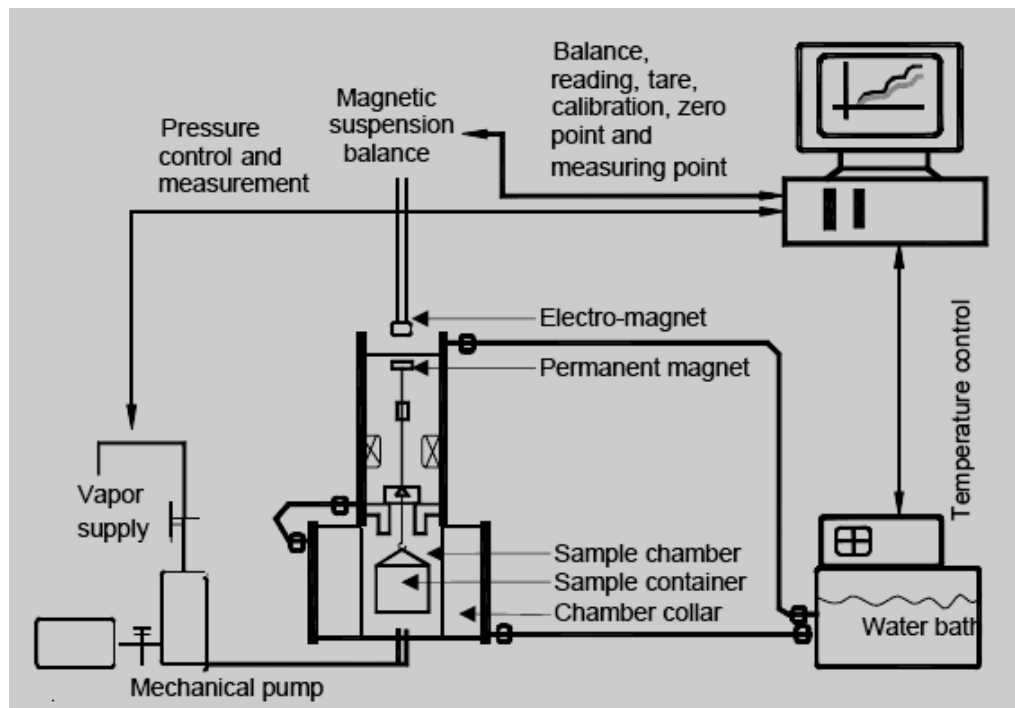 Balance,
reading, tare,
calibration, zero
point and
measuring point
Magnetic
suspension
balance
Pressure
control and
measurement
Electro-magnet
Permanent magnet
Temperature control
Vapor
supply
Sample chamber
Sample container
Chamber collar
Water bath
Mechanical pump